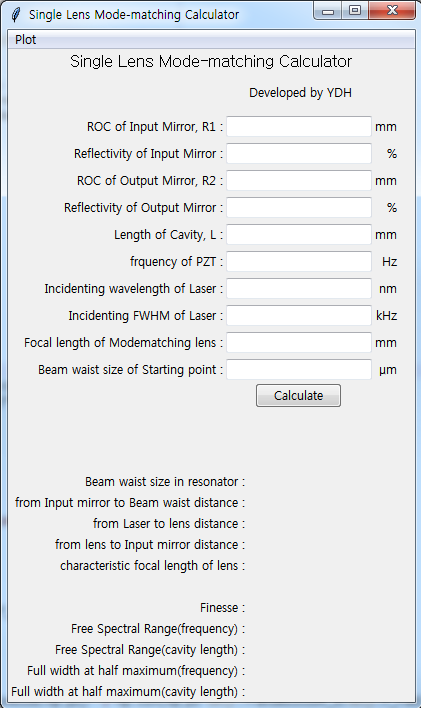 Single Lens Mode-matching Calculator
Plot
Single Lens Mode-matching Calculator
Developed by YDH
ROC of Input Mirror, R1 : mm
Reflectivity of Input Mirror : %
ROC of Output Mirror, R2 : mm
Reflectivity of Output Mirror : %
Length of Cavity, L : mm
frquency of PZT : Hz
Incidenting wavelength of Laser : nm
Incidenting FWHM of Laser : kHz
Focal length of Modematching lens : mm
Beam waist size of Starting point : μm
Calculate
Beam waist size in resonator :
from Input mirror to Beam waist distance :
from Laser to lens distance :
from lens to Input mirror distance :
characteristic focal length of lens :
Finesse :
Free Spectral Range(frequency) :
Free Spectral Range(cavity length) :
Full width at half maximum(frequency) :
Full width at half maximum(cavity length) :